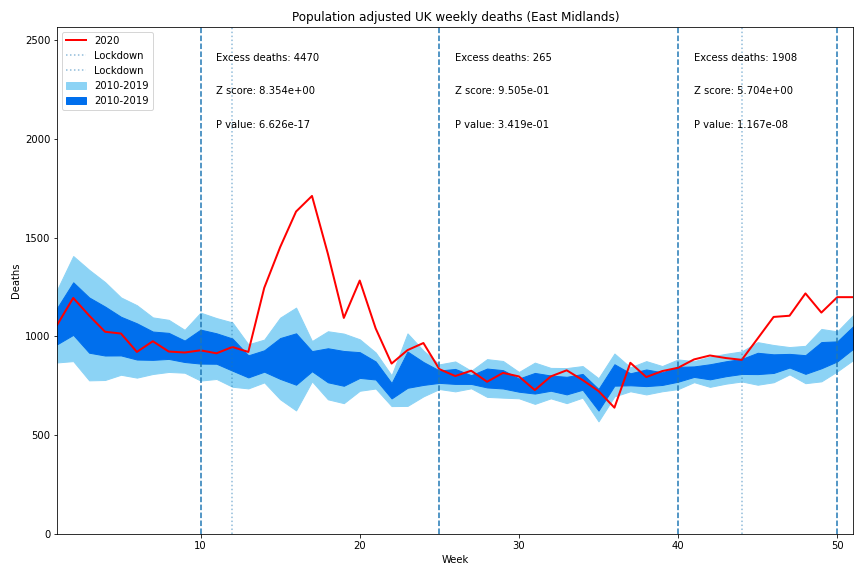 Population adjusted UK weekly deaths (East Midlands)
2020
Lockdown
Lockdown
2010-2019
2010-2019
Excess deaths: 4470
Z score: 8.354e+00
P value: 6.626e-17
Excess deaths: 265
Z score: 9.505e-01
P value: 3.419e-01
Excess deaths: 1908
Z score: 5.704e+00
P value: 1.167e-08
Deaths
2500
2000
1500
1000
500
0
10
20
30
40
50
Week